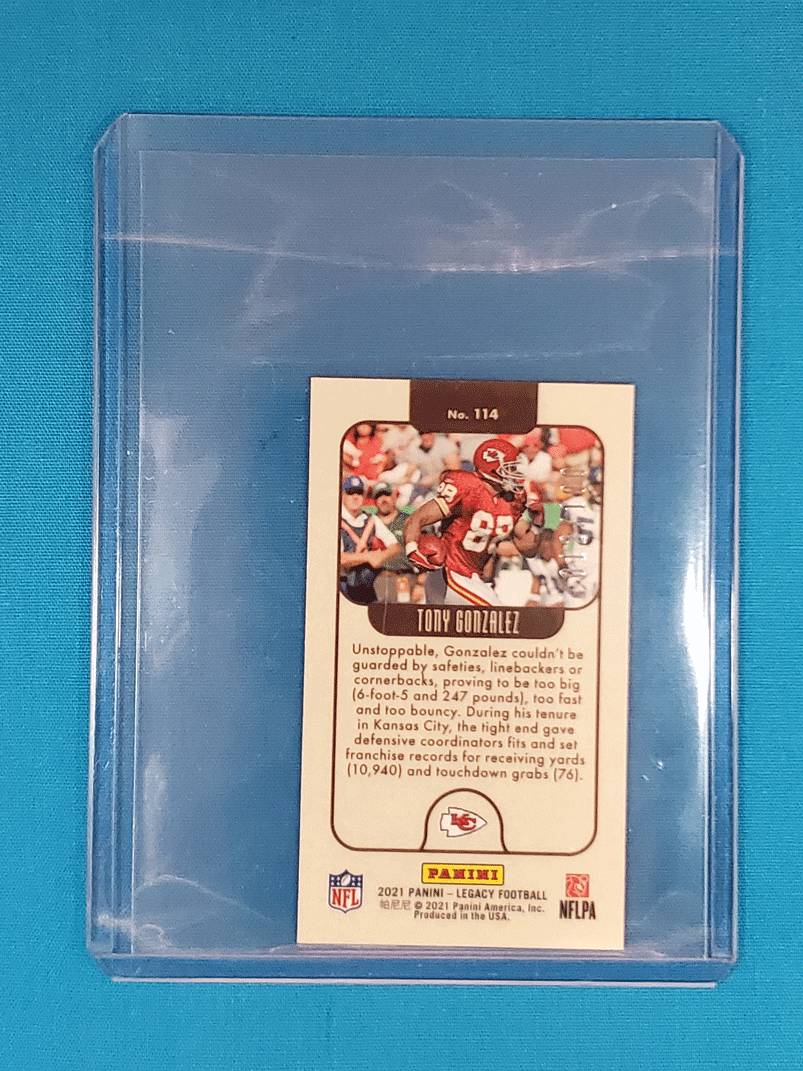 No. 114
88
TONY GONZALEZ
Unstoppable, Gonzalez couldn't be
guarded by safeties, linebackers or
cornerbacks, proving to be too big
(6-foot-5 and 247 pounds), too fast
and too bouncy. During his tenure
in Kansas City, the tight end gave
defensive coordinators fits and set
franchise records for receiving yards
(10,940) and touchdown grabs (76).
KC
PANINI
NFL
2021 PANINI – LEGACY FOOTBALL
帕尼尼 © 2021 Panini America, Inc.
Produced in the USA.
NFLPA